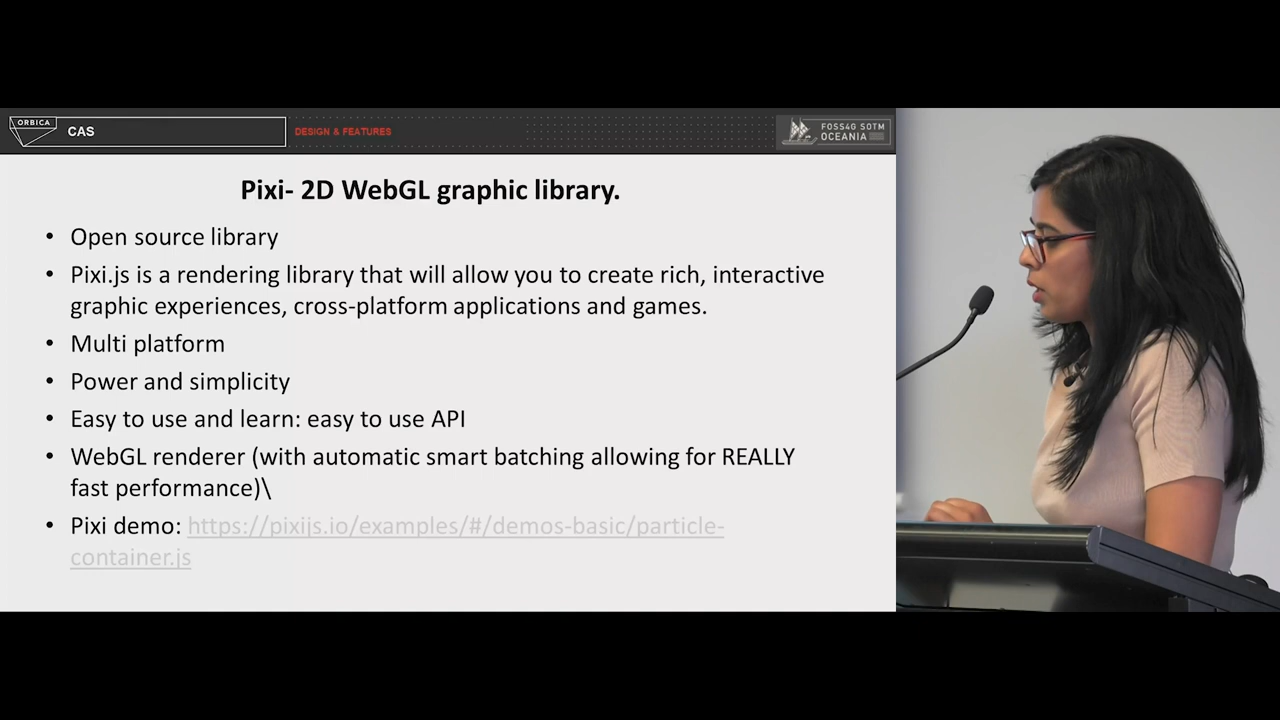 ORBICA
CAS
DESIGN & FEATURES
FOSS4G SOTM
OCEANIA
Pixi- 2D WebGL graphic library.
• Open source library
• Pixi.js is a rendering library that will allow you to create rich, interactive
graphic experiences, cross-platform applications and games.
• Multi platform
• Power and simplicity
• Easy to use and learn: easy to use API
• WebGL renderer (with automatic smart batching allowing for REALLY
fast performance)\
• Pixi demo: https://pixijs.io/examples/#/demos-basic/particle-
container.js